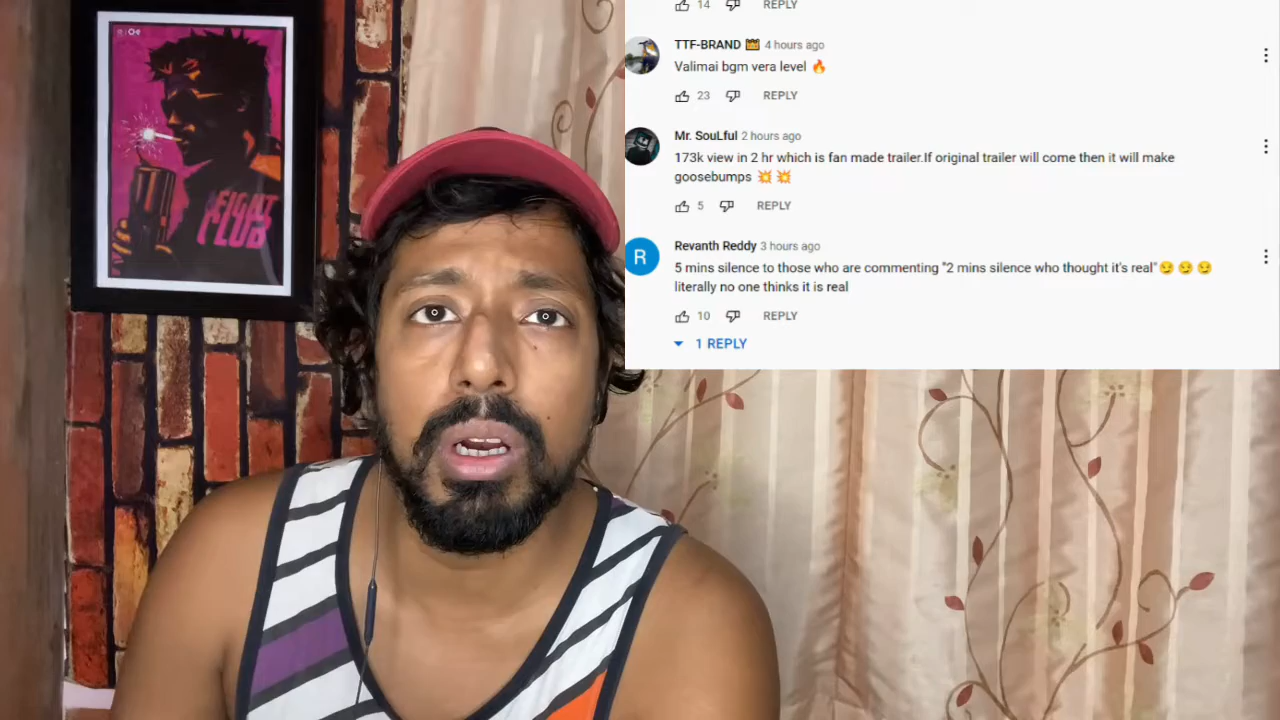 FIGHT
CLUB
14 REPLY
TTF-BRAND 4 hours ago
Valimai bgm vera level 🔥
23 REPLY
Mr. SouLful 2 hours ago
173k view in 2 hr which is fan made trailer.If original trailer will come then it will make
goosebumps 💥 💥
5 REPLY
R
Revanth Reddy 3 hours ago
5 mins silence to those who are commenting "2 mins silence who thought it's real"😏 😏 😏
literally no one thinks it is real
10 REPLY
1 REPLY